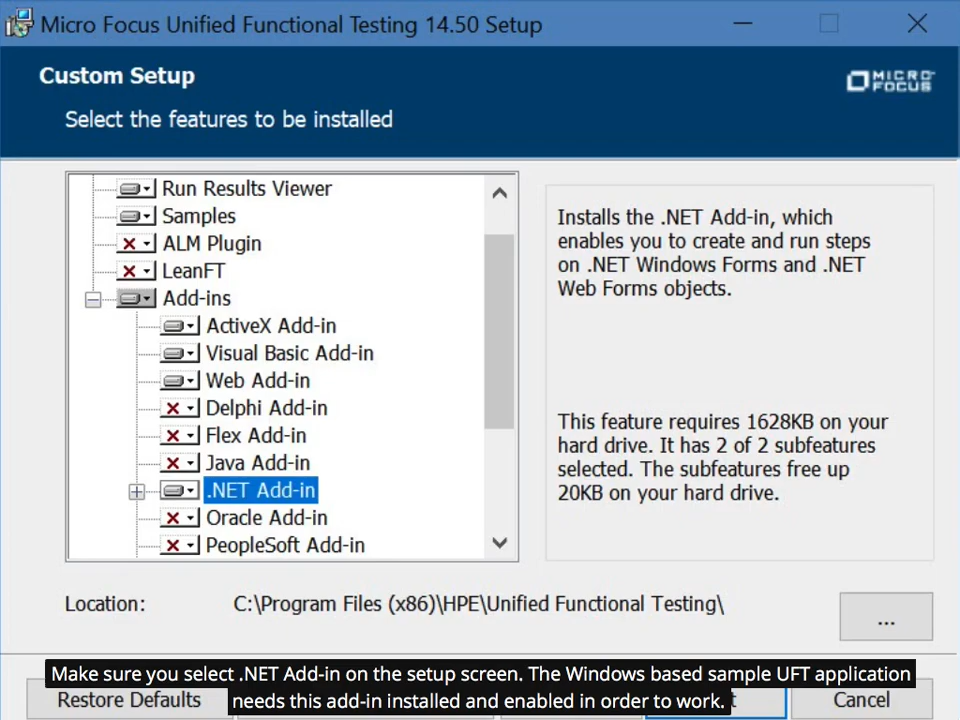 Micro Focus Unified Functional Testing 14.50 Setup
Custom Setup
Select the features to be installed
MICRO
FOCUS
Run Results Viewer
Samples
ALM Plugin
LeanFT
Add-ins
ActiveX Add-in
Visual Basic Add-in
Web Add-in
Delphi Add-in
Flex Add-in
Java Add-in
.NET Add-in
Oracle Add-in
PeopleSoft Add-in
Installs the .NET Add-in, which
enables you to create and run steps
on .NET Windows Forms and .NET
Web Forms objects.
This feature requires 1628KB on your
hard drive. It has 2 of 2 subfeatures
selected. The subfeatures free up
20KB on your hard drive.
Location:
C:\Program Files (x86)\HPE\Unified Functional Testing\
...
Make sure you select .NET Add-in on the setup screen. The Windows based sample UFT application
needs this add-in installed and enabled in order to work.
Restore Defaults
Cancel